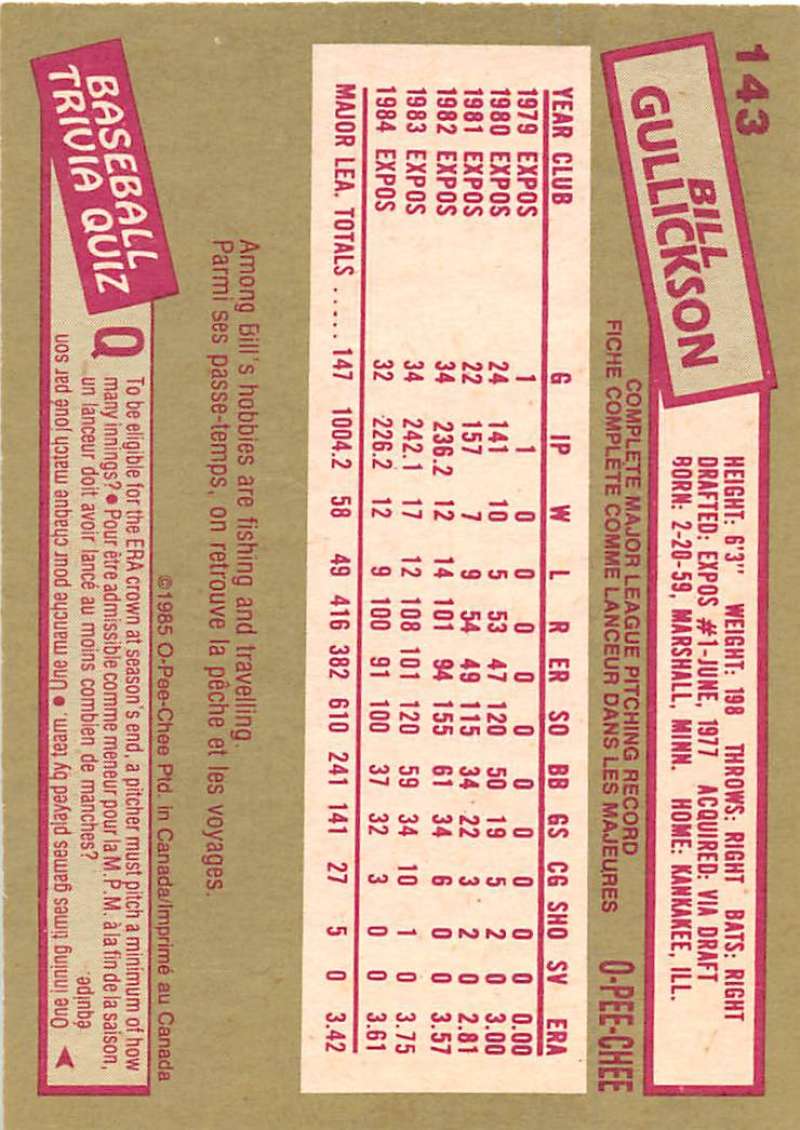 143
BILL
GULLICKSON
HEIGHT: 6'3" WEIGHT: 198 THROWS: RIGHT BATS: RIGHT
DRAFTED: EXPOS #1-JUNE, 1977 ACQUIRED: VIA DRAFT
BORN: 2-20-59, MARSHALL, MINN. HOME: KANKAKEE, ILL.
COMPLETE MAJOR LEAGUE PITCHING RECORD
FICHE COMPLÈTE COMME LANCEUR DANS LES MAJEURES
O-PEE-CHEE
YEAR CLUB G IP W L R ER SO BB GS CG SHO SV ERA
1979 EXPOS 1 1 0 0 0 0 0 0 0 0 0 0 0.00
1980 EXPOS 24 141 10 5 53 47 120 50 19 5 2 0 3.00
1981 EXPOS 22 157 7 9 54 49 115 34 22 3 2 0 2.81
1982 EXPOS 34 236.2 12 14 101 94 155 61 34 6 0 0 3.57
1983 EXPOS 34 242.1 17 12 108 101 120 59 34 10 1 0 3.75
1984 EXPOS 32 226.2 12 9 100 91 100 37 32 3 0 0 3.61
MAJOR LEA. TOTALS ..... 147 1004.2 58 49 416 382 610 241 141 27 5 0 3.42
Among Bill's hobbies are fishing and travelling.
Parmi ses passe-temps, on retrouve la pêche et les voyages.
©1985 O-Pee-Chee Ptd. in Canada/Imprimé au Canada
BASEBALL
TRIVIA QUIZ
Q To be eligible for the ERA crown at season's end, a pitcher must pitch a minimum of how
many innings? • Pour être admissible comme meneur pour la M.P.M. à la fin de la saison,
un lanceur doit avoir lancé au moins combien de manches?
A One inning times games played by team. • Une manche pour chaque match joué par son
équipe.